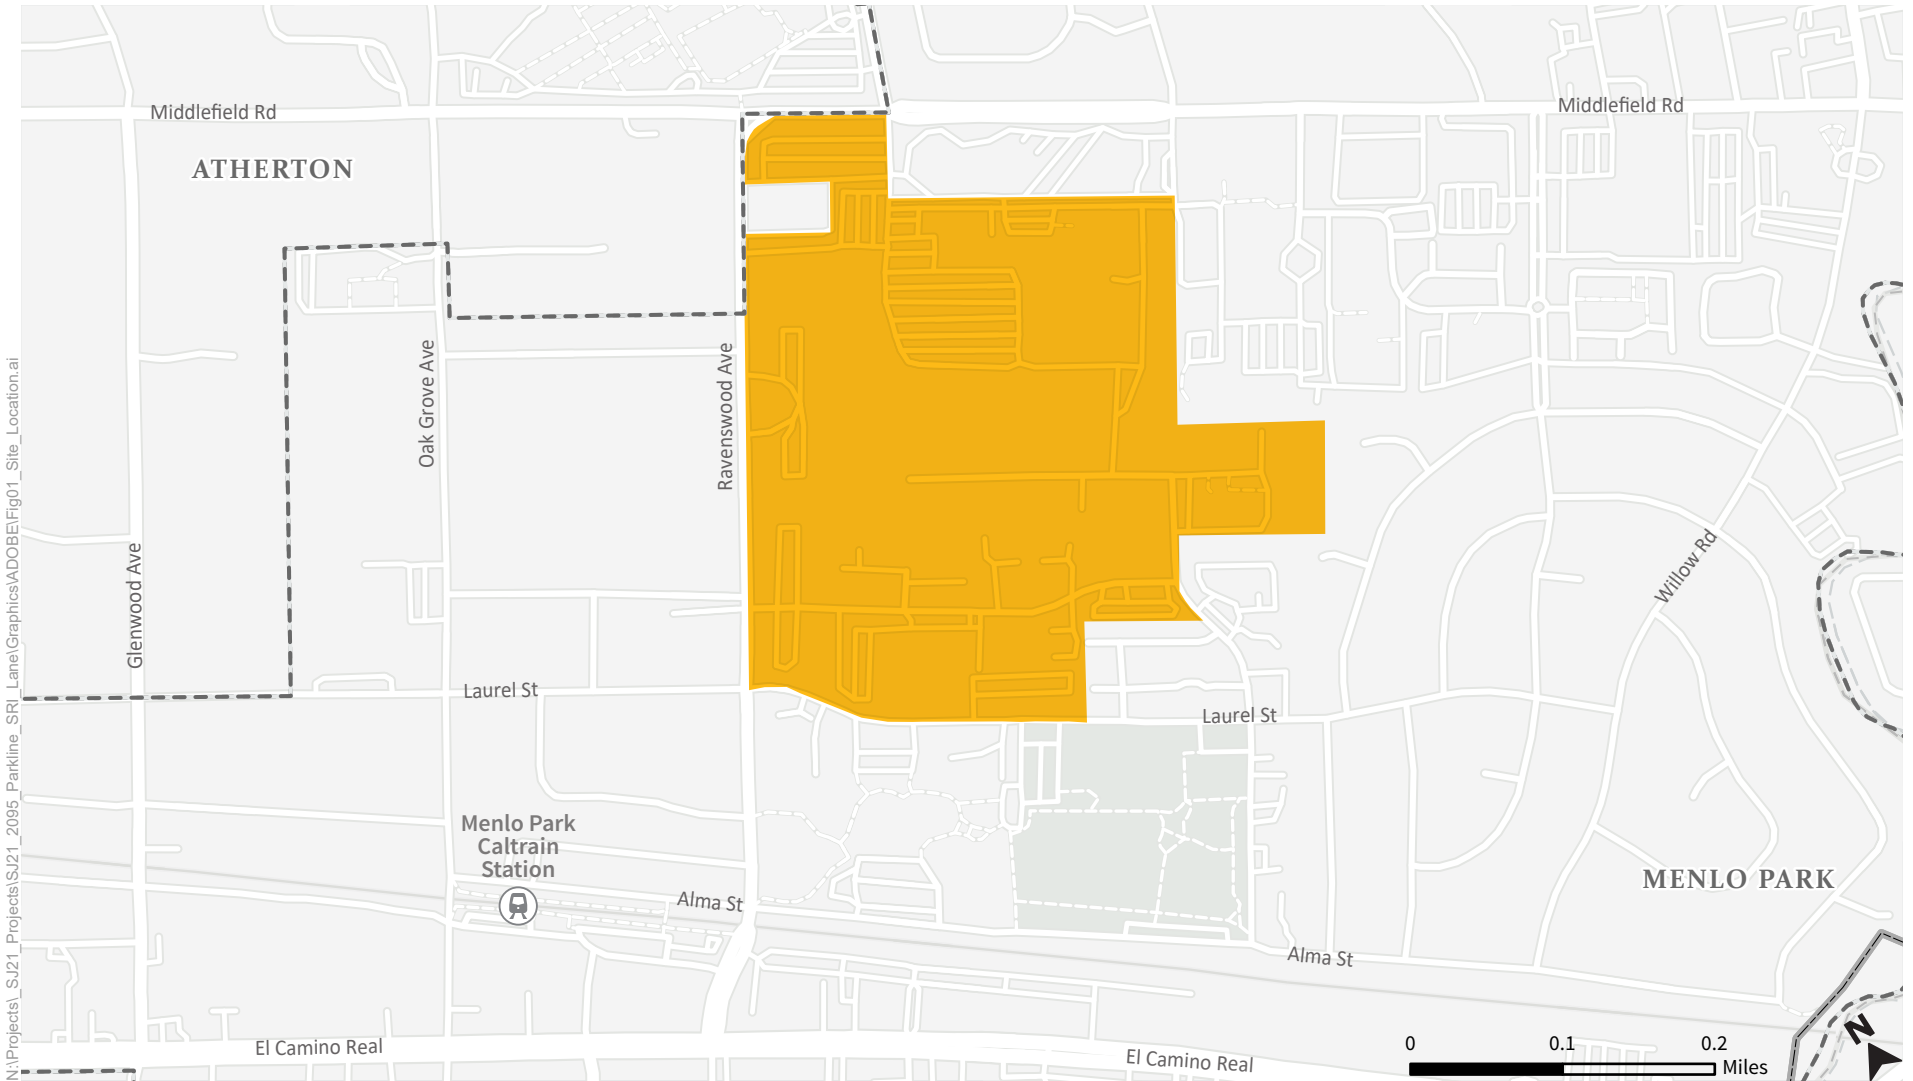 Middlefield Rd
Middlefield Rd
ATHERTON
Oak Grove Ave
Ravenswood Ave
Glenwood Ave
Willow Rd
Laurel St
Laurel St
Menlo Park
Caltrain
Station
MENLO PARK
Alma St
Alma St
El Camino Real
El Camino Real
0 0.1 0.2
Miles
N
N:\Projects\_SJ21_Projects\SJ21_2095_Parkline_SRI_Lane\Graphics\ADOBE\Fig01_Site_Location.ai